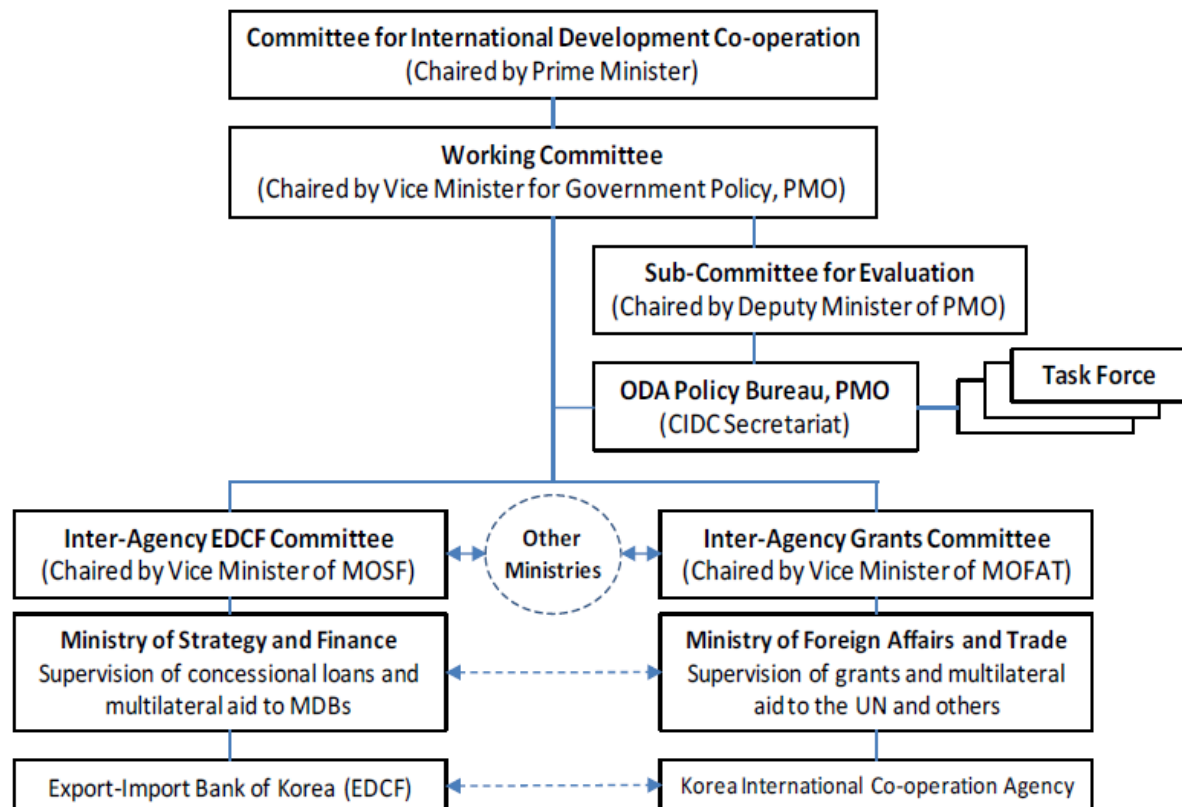 Committee for International Development Co-operation
(Chaired by Prime Minister)
Working Committee
(Chaired by Vice Minister for Government Policy, PMO)
Sub-Committee for Evaluation
(Chaired by Deputy Minister of PMO)
ODA Policy Bureau, PMO
(CIDC Secretariat)
Task Force
Inter-Agency EDCF Committee
(Chaired by Vice Minister of MOSF)
Other
Ministries
Inter-Agency Grants Committee
(Chaired by Vice Minister of MOFAT)
Ministry of Strategy and Finance
Supervision of concessional loans and
multilateral aid to MDBs
Ministry of Foreign Affairs and Trade
Supervision of grants and multilateral
aid to the UN and others
Export-Import Bank of Korea (EDCF)
Korea International Co-operation Agency